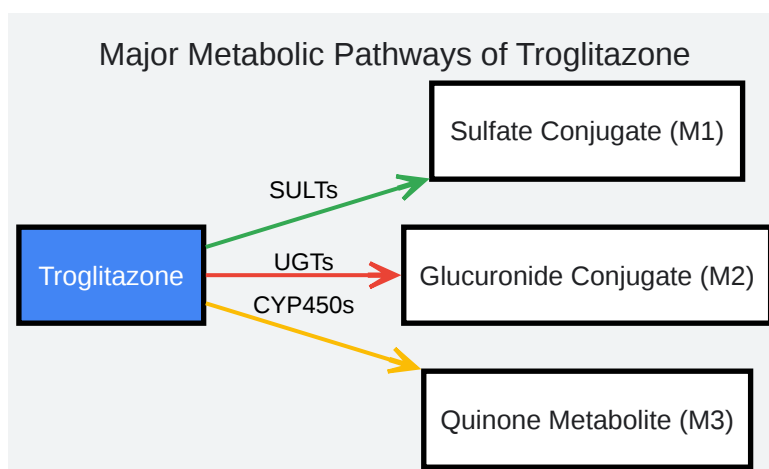 Major Metabolic Pathways of Troglitazone
Sulfate Conjugate (M1)
SULTs
Troglitazone
UGTs
Glucuronide Conjugate (M2)
CYP450s
Quinone Metabolite (M3)